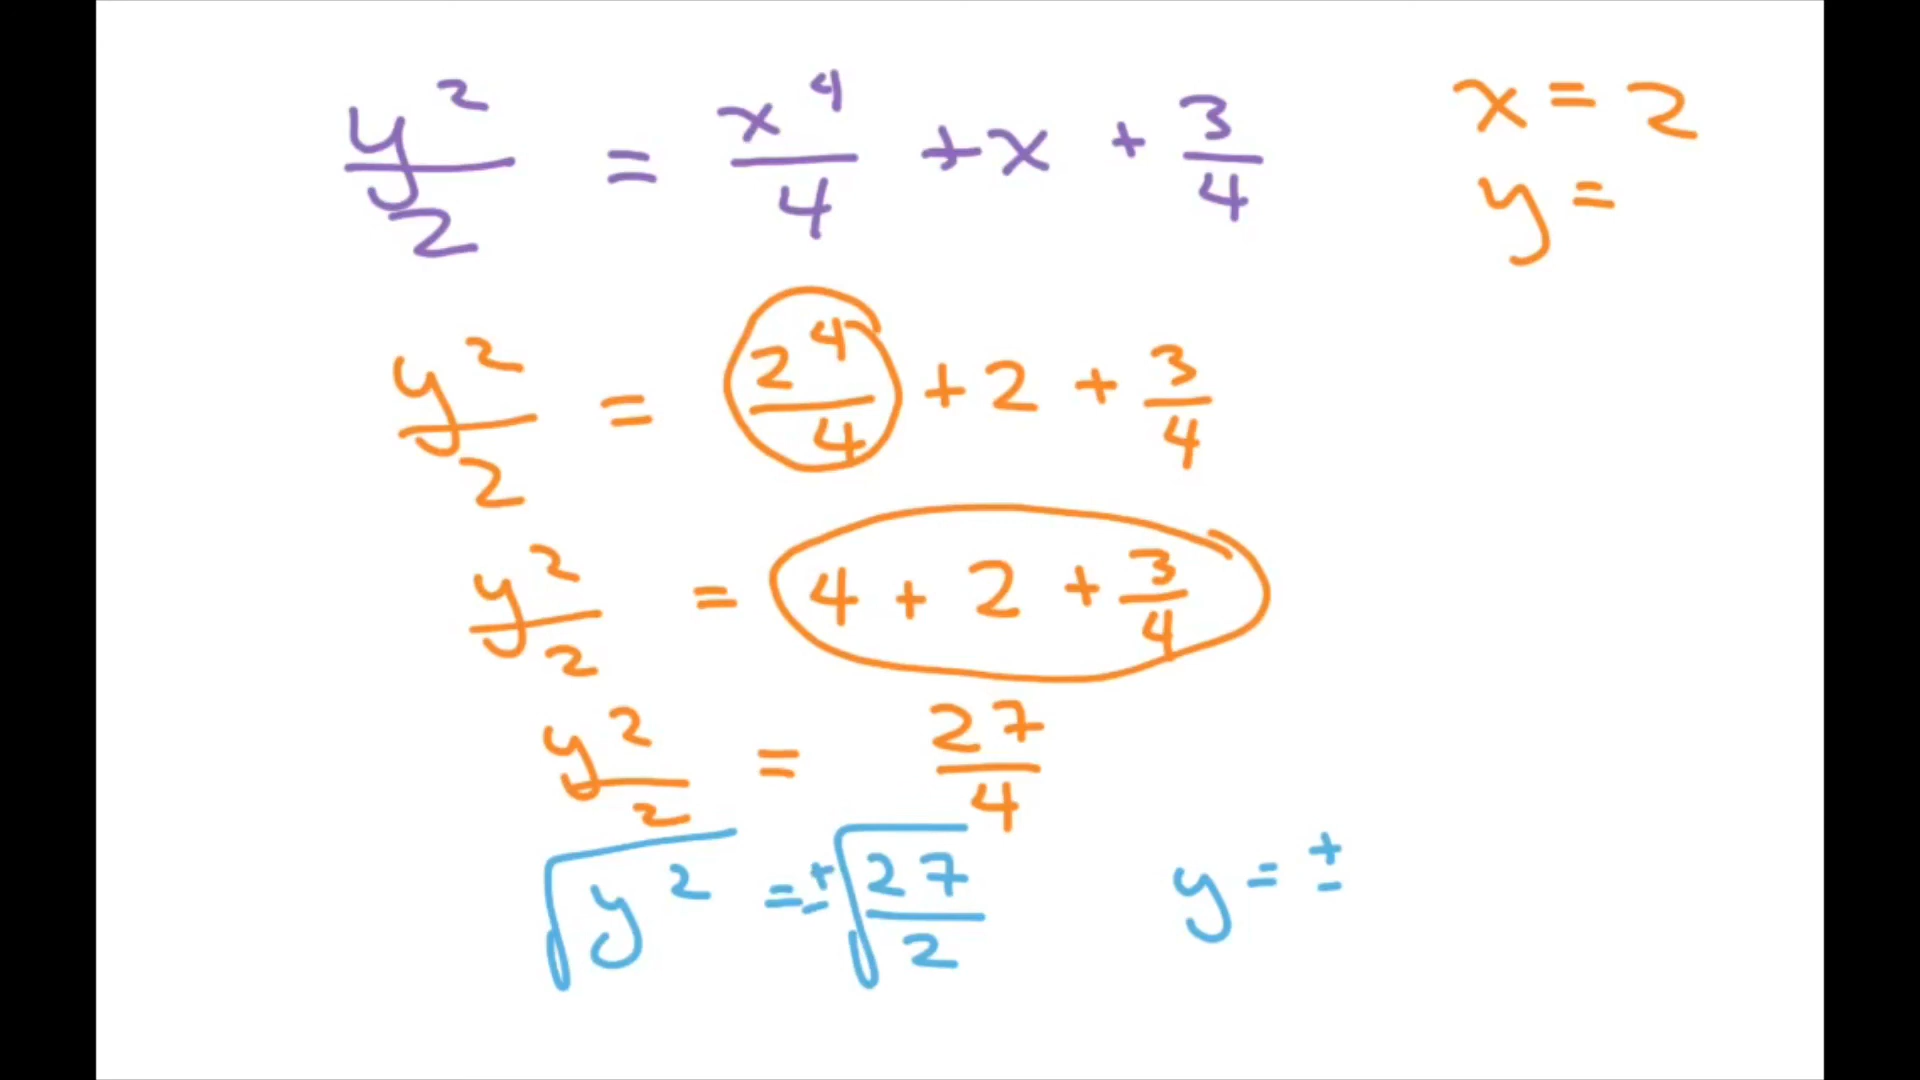 y²/2 = x⁴/4 + x + 3/4
x = 2
y =
y²/2 = 2⁴/4 + 2 + 3/4
y²/2 = 4 + 2 + 3/4
y²/2 = 27/4
√y² = ±√27/2
y = ±